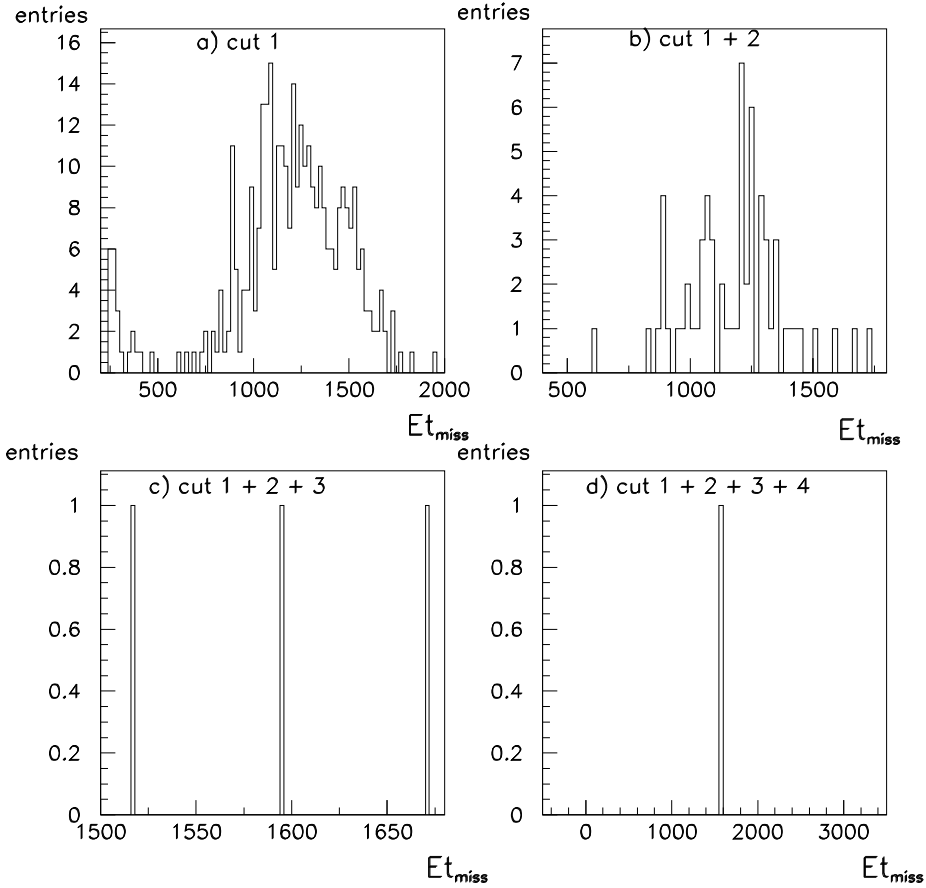 entries
a) cut 1
16
14
12
10
8
6
4
2
0
500 1000 1500 2000
Et_miss
entries
b) cut 1 + 2
7
6
5
4
3
2
1
0
500 1000 1500
Et_miss
entries
c) cut 1 + 2 + 3
1
0.8
0.6
0.4
0.2
0
1500 1550 1600 1650
Et_miss
entries
d) cut 1 + 2 + 3 + 4
1
0.8
0.6
0.4
0.2
0
0 1000 2000 3000
Et_miss